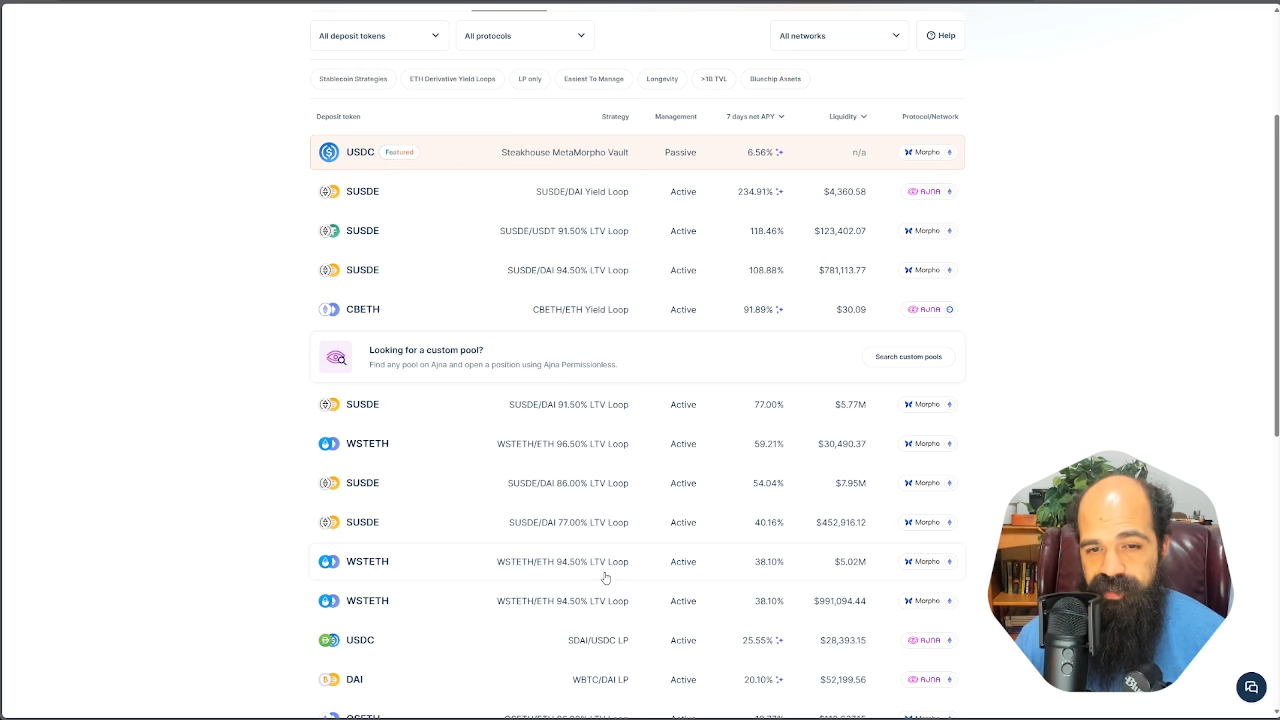 All deposit tokens All protocols All networks Help
Stablecoin Strategies ETH Derivative Yield Loops LP only Easiest To Manage Longevity >1B TVL Bluechip Assets
Deposit token Strategy Management 7 days net APY Liquidity Protocol/Network
USDC Featured Steakhouse MetaMorpho Vault Passive 6.56% n/a Morpho
SUSDE SUSDE/DAI Yield Loop Active 234.91% $4,360.58 AJNA
SUSDE SUSDE/USDT 91.50% LTV Loop Active 118.46% $123,402.07 Morpho
SUSDE SUSDE/DAI 94.50% LTV Loop Active 108.88% $781,113.77 Morpho
CBETH CBETH/ETH Yield Loop Active 91.89% $30.09 AJNA
Looking for a custom pool?
Find any pool on Ajna and open a position using Ajna Permissionless.
Search custom pools
SUSDE SUSDE/DAI 91.50% LTV Loop Active 77.00% $5.77M Morpho
WSTETH WSTETH/ETH 96.50% LTV Loop Active 59.21% $30,490.37 Morpho
SUSDE SUSDE/DAI 86.00% LTV Loop Active 54.04% $7.95M Morpho
SUSDE SUSDE/DAI 77.00% LTV Loop Active 40.16% $452,916.12 Morpho
WSTETH WSTETH/ETH 94.50% LTV Loop Active 38.10% $5.02M Morpho
WSTETH WSTETH/ETH 94.50% LTV Loop Active 38.10% $991,094.44 Morpho
USDC SDAI/USDC LP Active 25.55% $28,393.15 AJNA
DAI WBTC/DAI LP Active 20.10% $52,199.56 AJNA